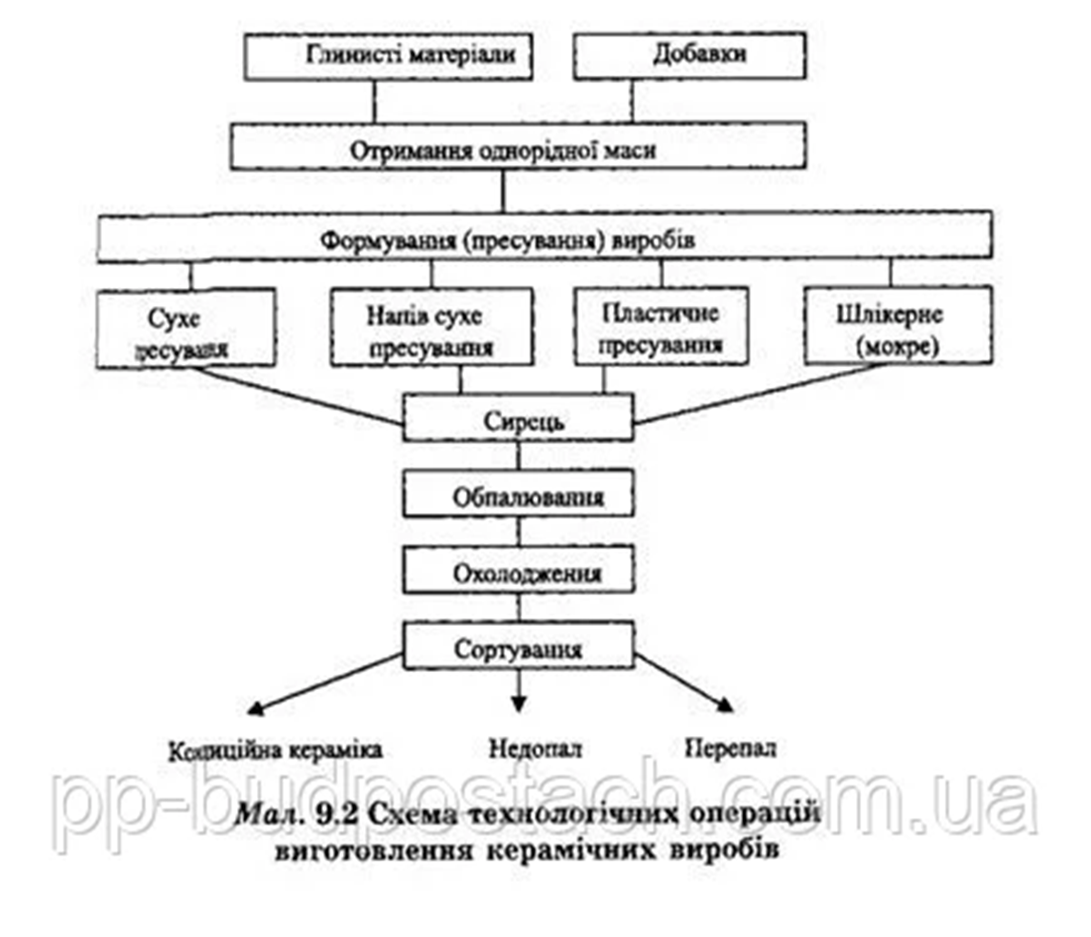 Глинисті матеріали
Добавки
Отримання однорідної маси
Формування (пресування) виробів
Сухе
пресування
Напів сухе
пресування
Пластичне
пресування
Шлікерне
(мокре)
Сирець
Обпалювання
Охолодження
Сортування
Кондиційна кераміка
Недопал
Перепал
pp-budpostach.com.ua
Мал. 9.2 Схема технологічних операцій
виготовлення керамічних виробів